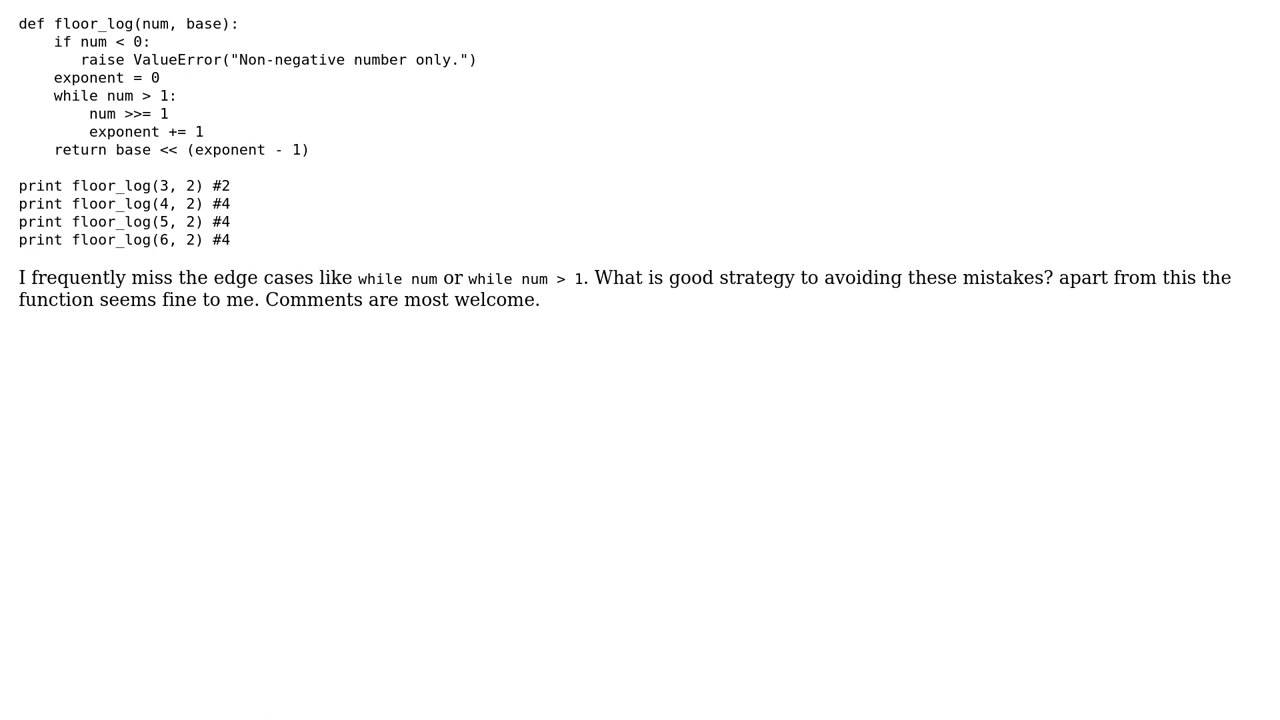 def floor_log(num, base):
    if num < 0:
       raise ValueError("Non-negative number only.")
    exponent = 0
    while num > 1:
        num >>= 1
        exponent += 1
    return base << (exponent - 1)

print floor_log(3, 2) #2
print floor_log(4, 2) #4
print floor_log(5, 2) #4
print floor_log(6, 2) #4

I frequently miss the edge cases like while num or while num > 1. What is good strategy to avoiding these mistakes? apart from this the
function seems fine to me. Comments are most welcome.